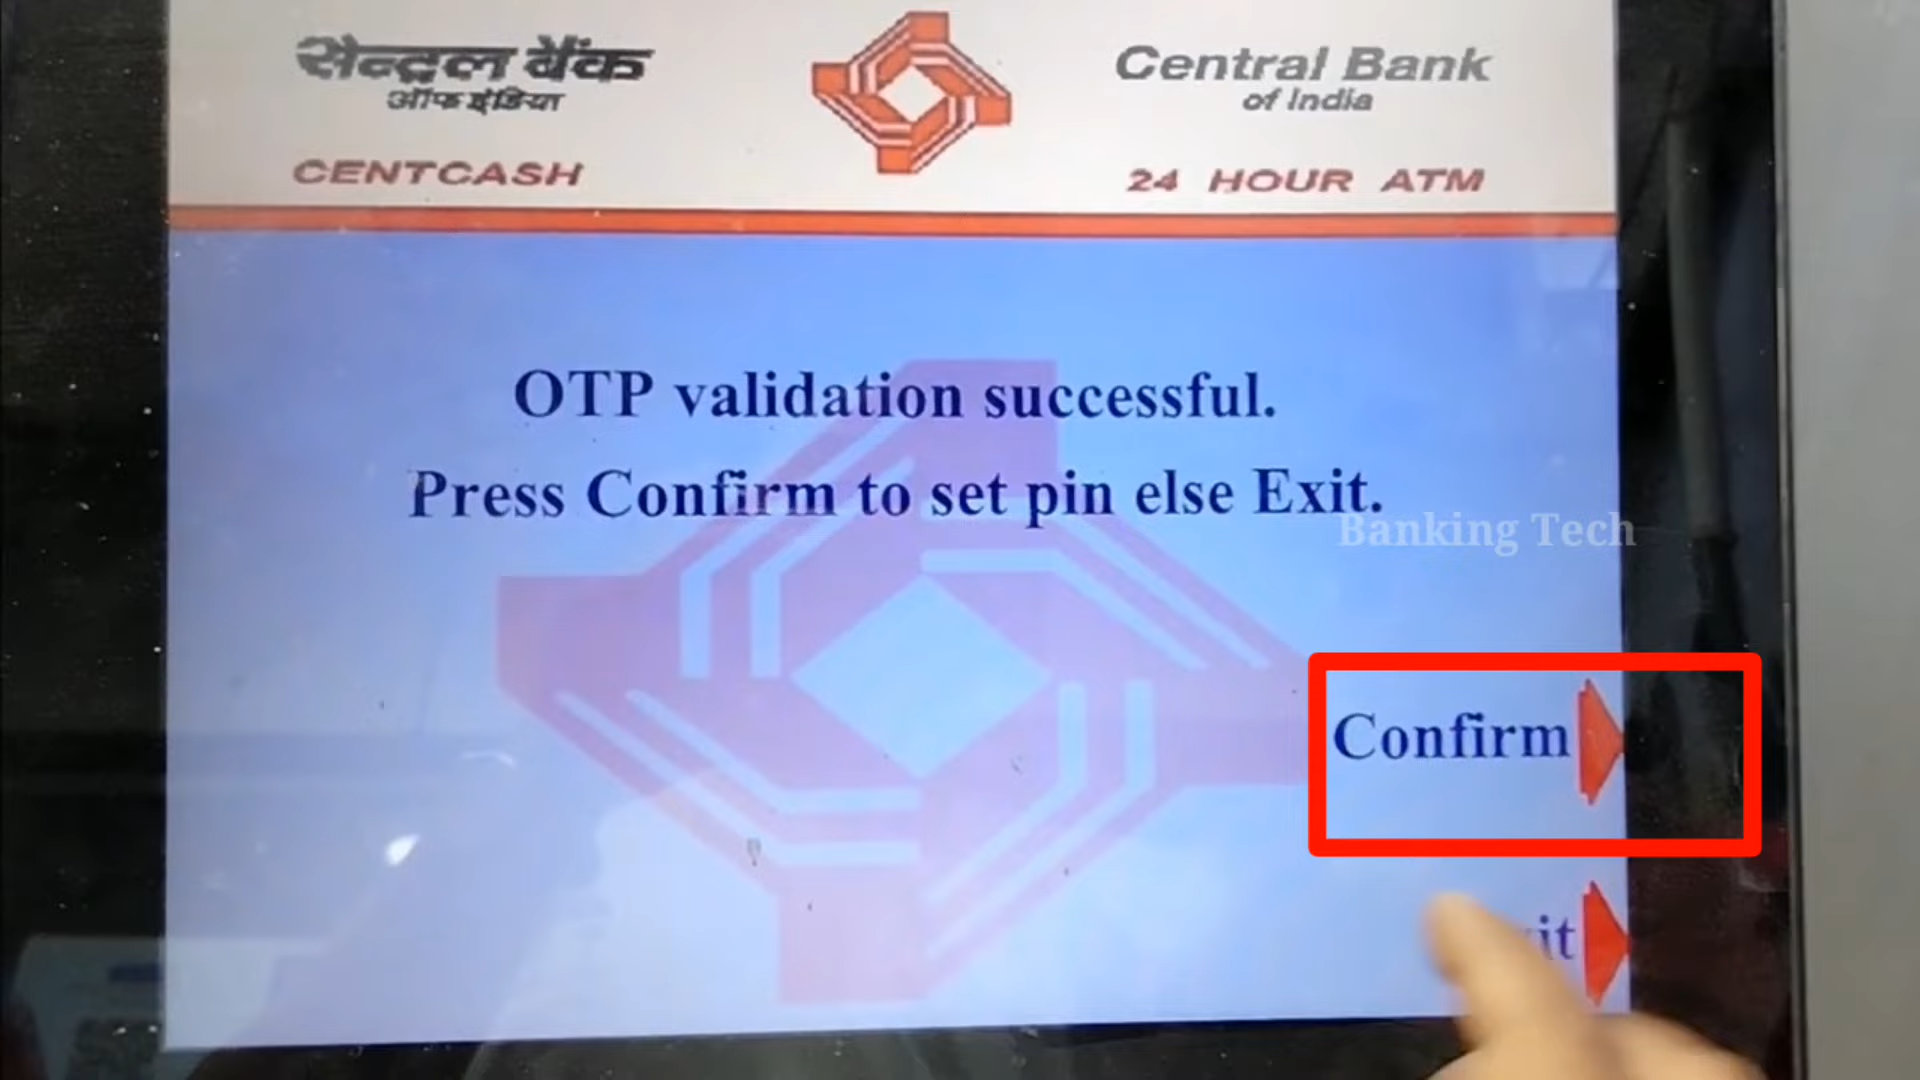 सेन्ट्रल बैंक
ऑफ इंडिया
CENTCASH
Central Bank
of India
24 HOUR ATM
OTP validation successful.
Press Confirm to set pin else Exit.
Banking Tech
Confirm
it